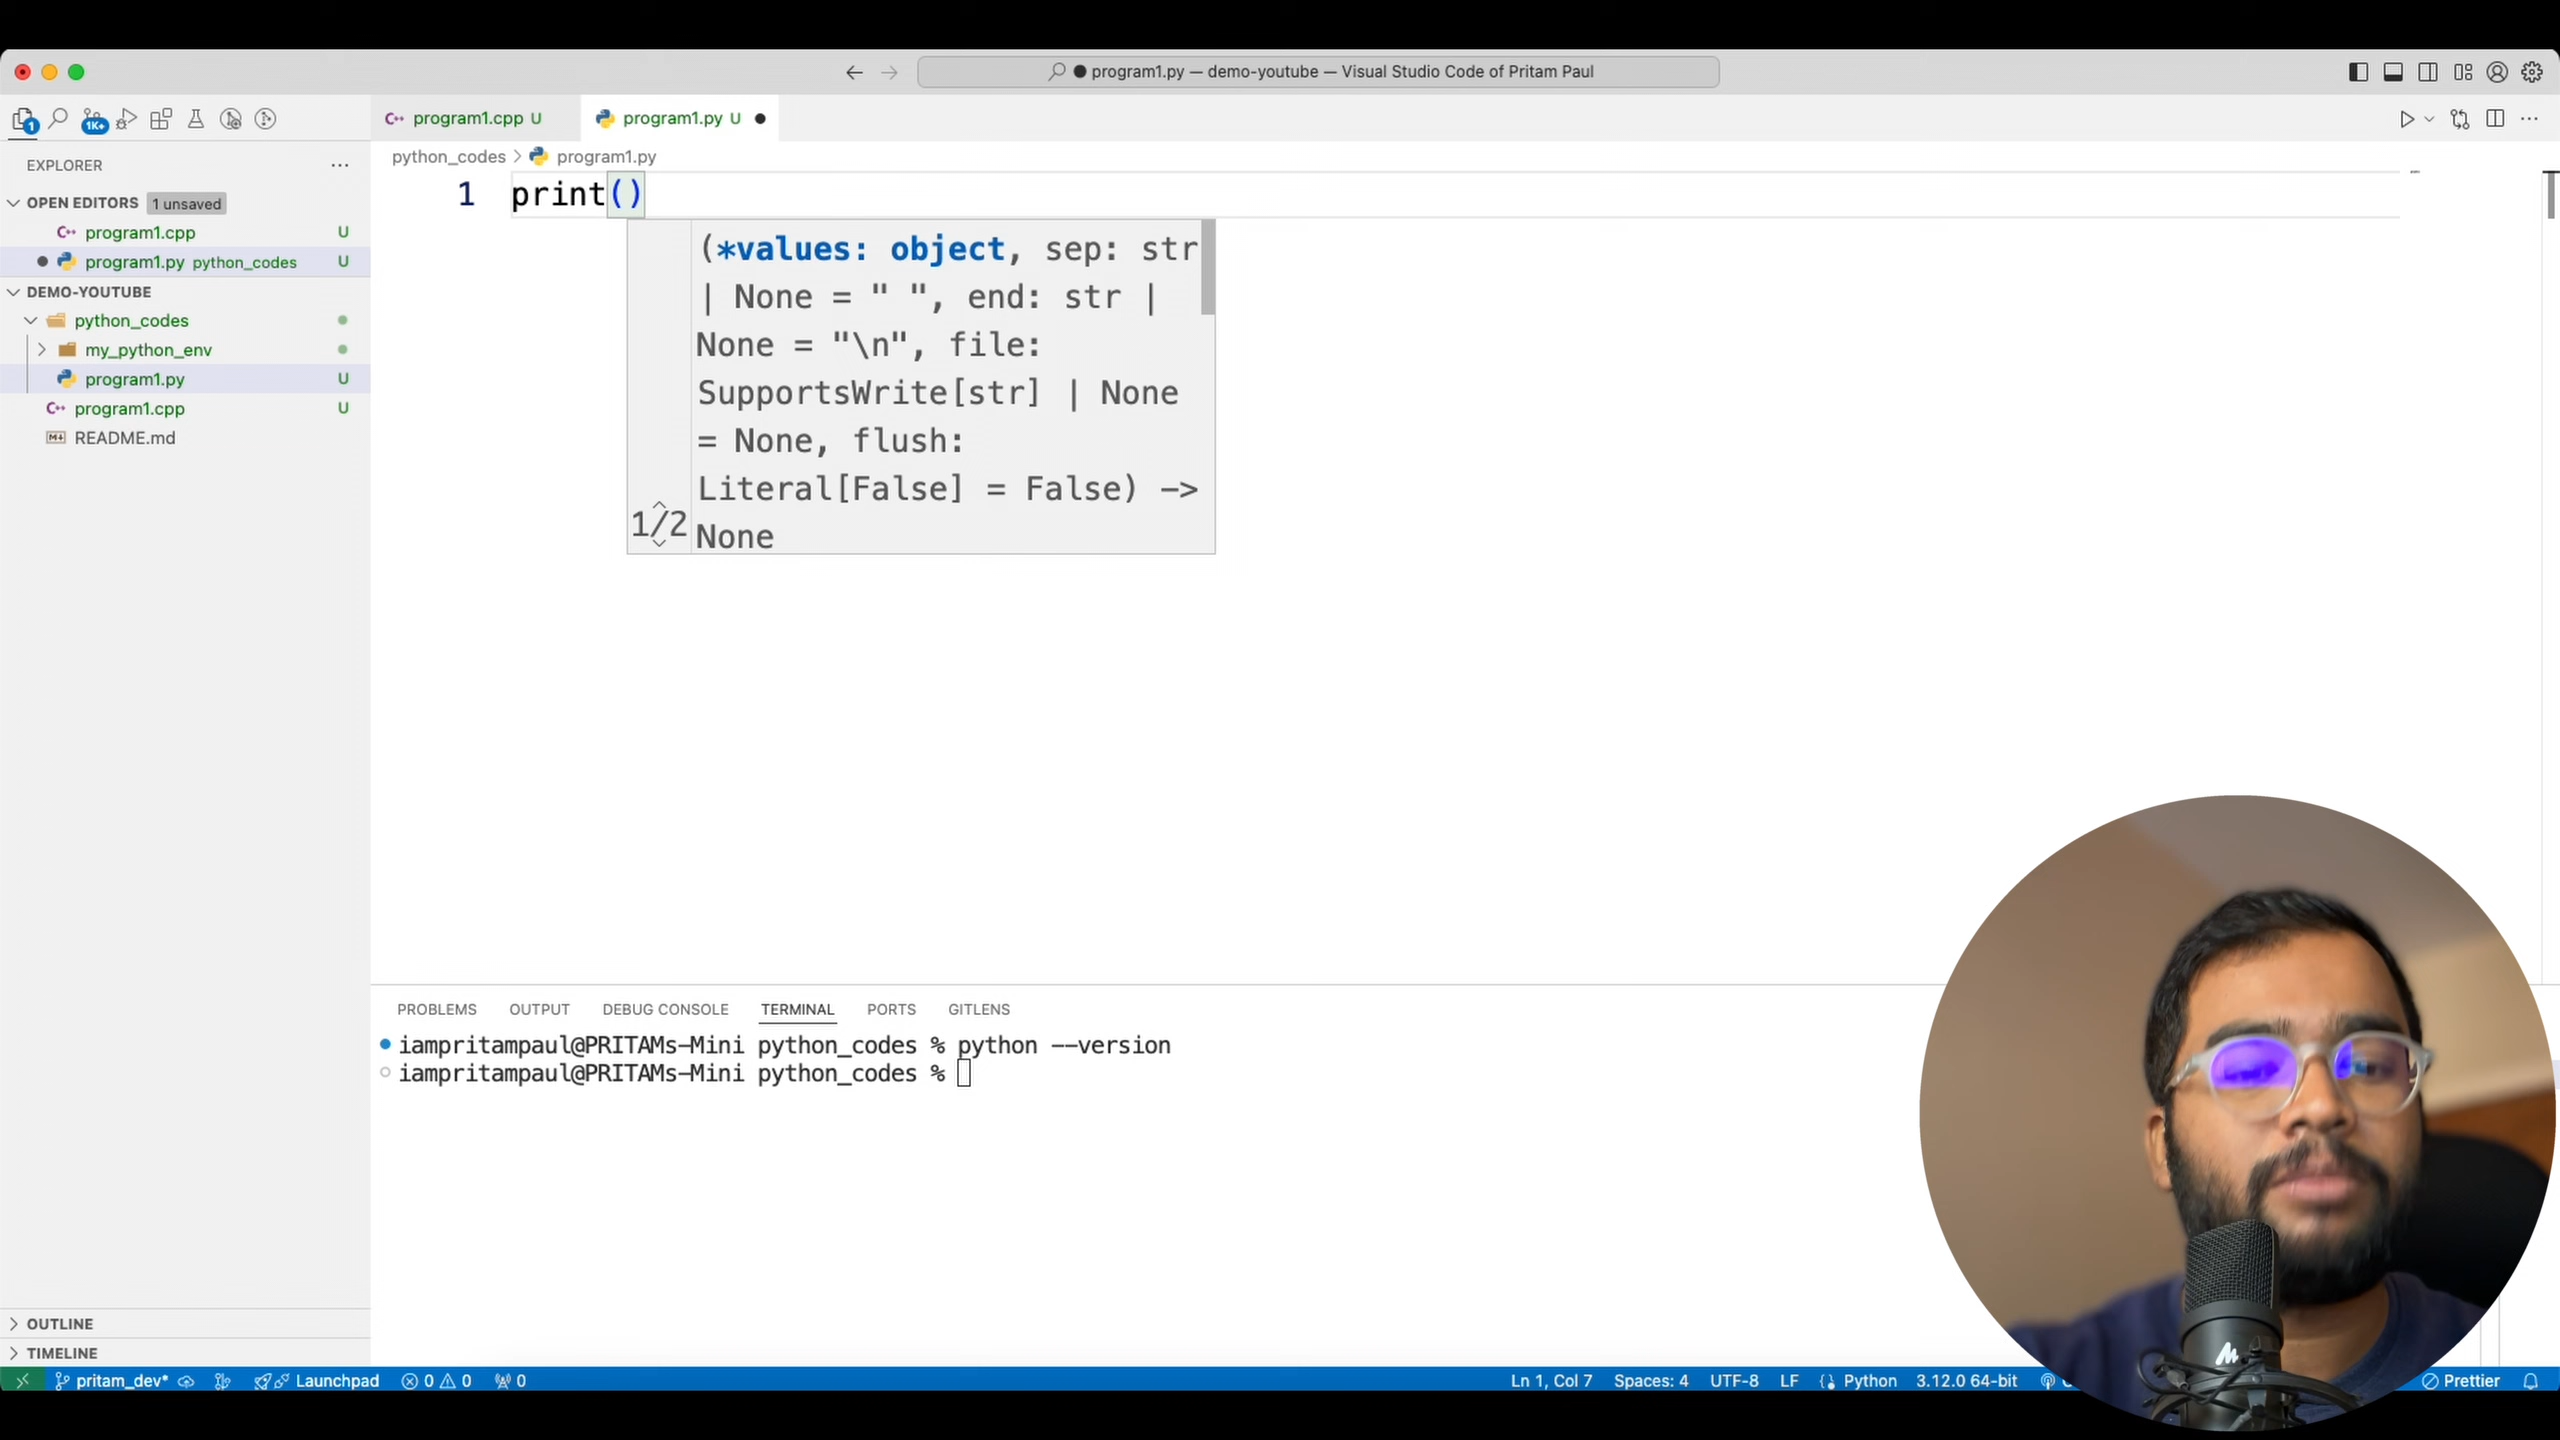 program1.py — demo-youtube — Visual Studio Code of Pritam Paul
1
1K+
program1.cpp U
program1.py U
EXPLORER
python_codes > program1.py
OPEN EDITORS 1 unsaved
program1.cpp U
program1.py python_codes U
DEMO-YOUTUBE
python_codes
my_python_env
program1.py U
program1.cpp U
README.md
1 print()
(*values: object, sep: str
| None = " ", end: str |
None = "\n", file:
SupportsWrite[str] | None
= None, flush:
Literal[False] = False) ->
None
1/2
PROBLEMS OUTPUT DEBUG CONSOLE TERMINAL PORTS GITLENS
iampritampaul@PRITAMs-Mini python_codes % python --version
iampritampaul@PRITAMs-Mini python_codes %
OUTLINE
TIMELINE
pritam_dev* Launchpad 0 0 0
Ln 1, Col 7 Spaces: 4 UTF-8 LF Python 3.12.0 64-bit Prettier